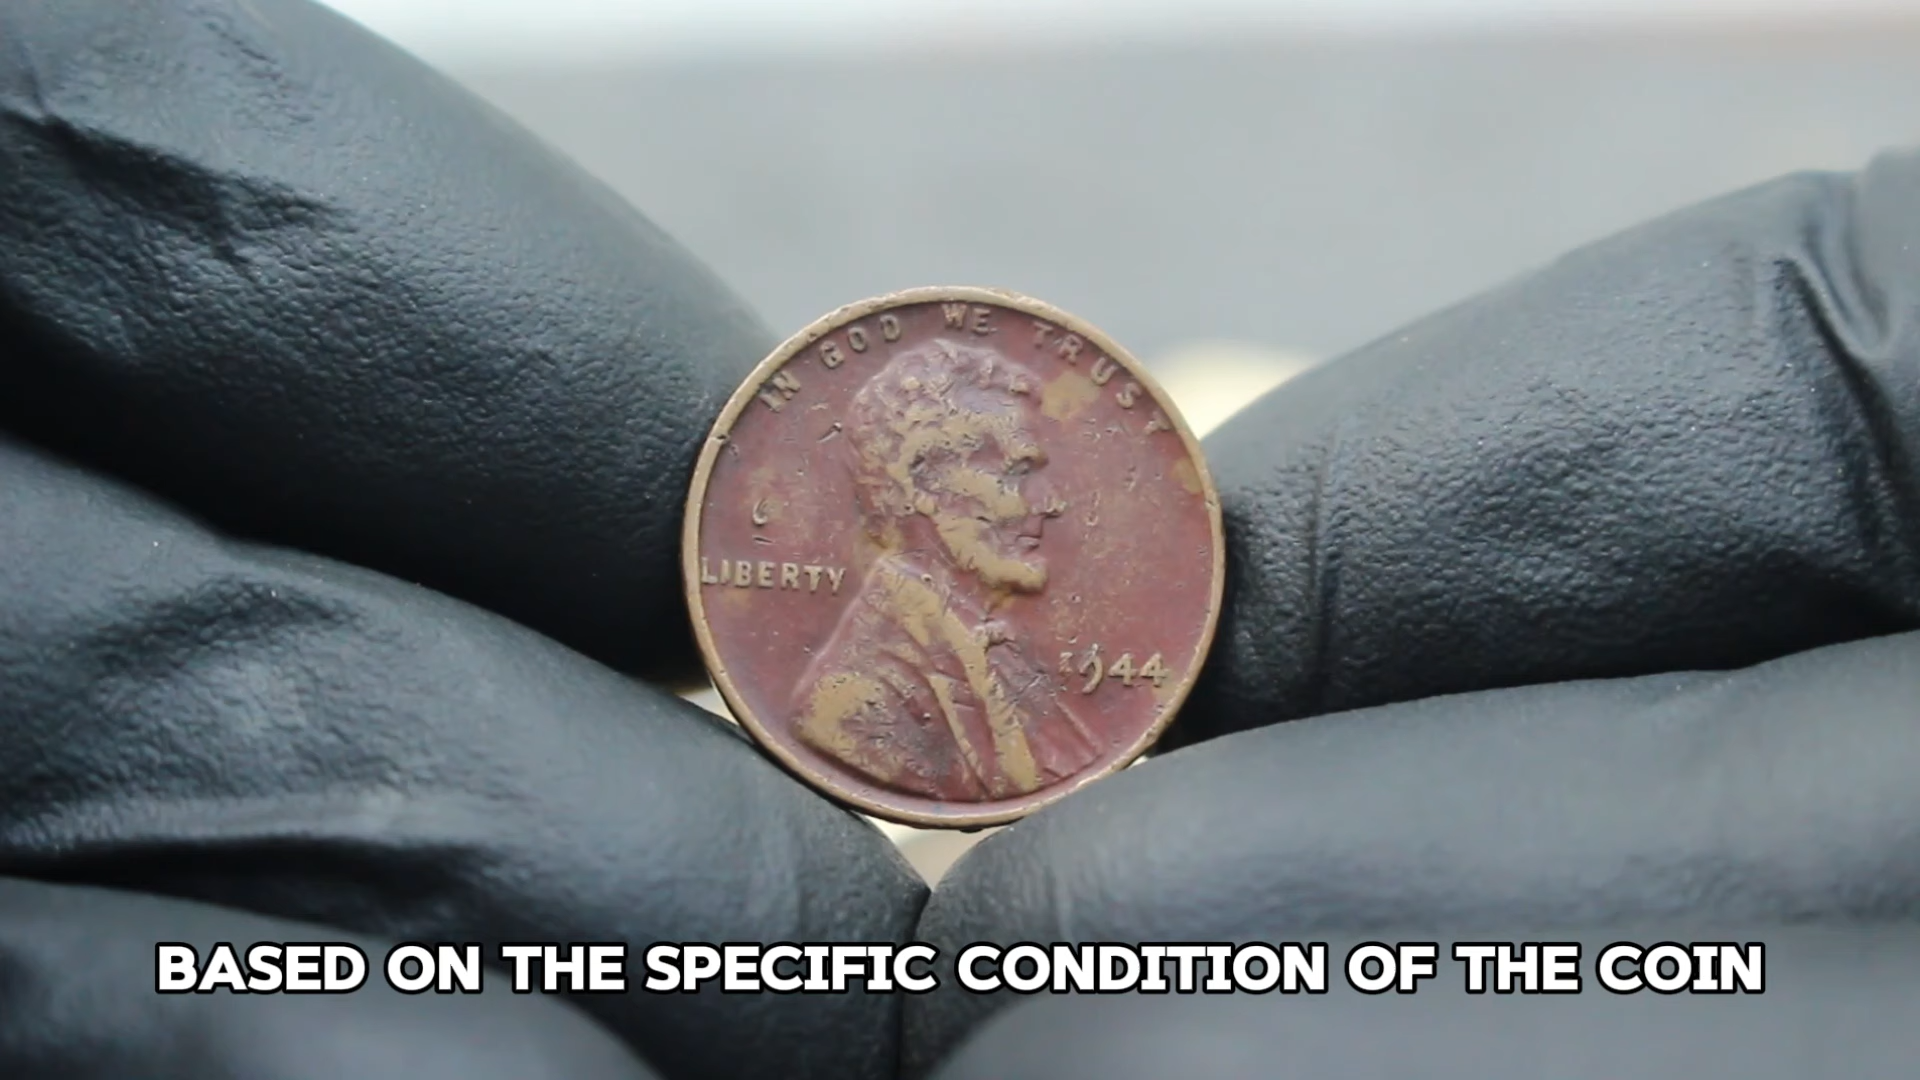 IN GOD WE TRUST
LIBERTY
1944
BASED ON THE SPECIFIC CONDITION OF THE COIN